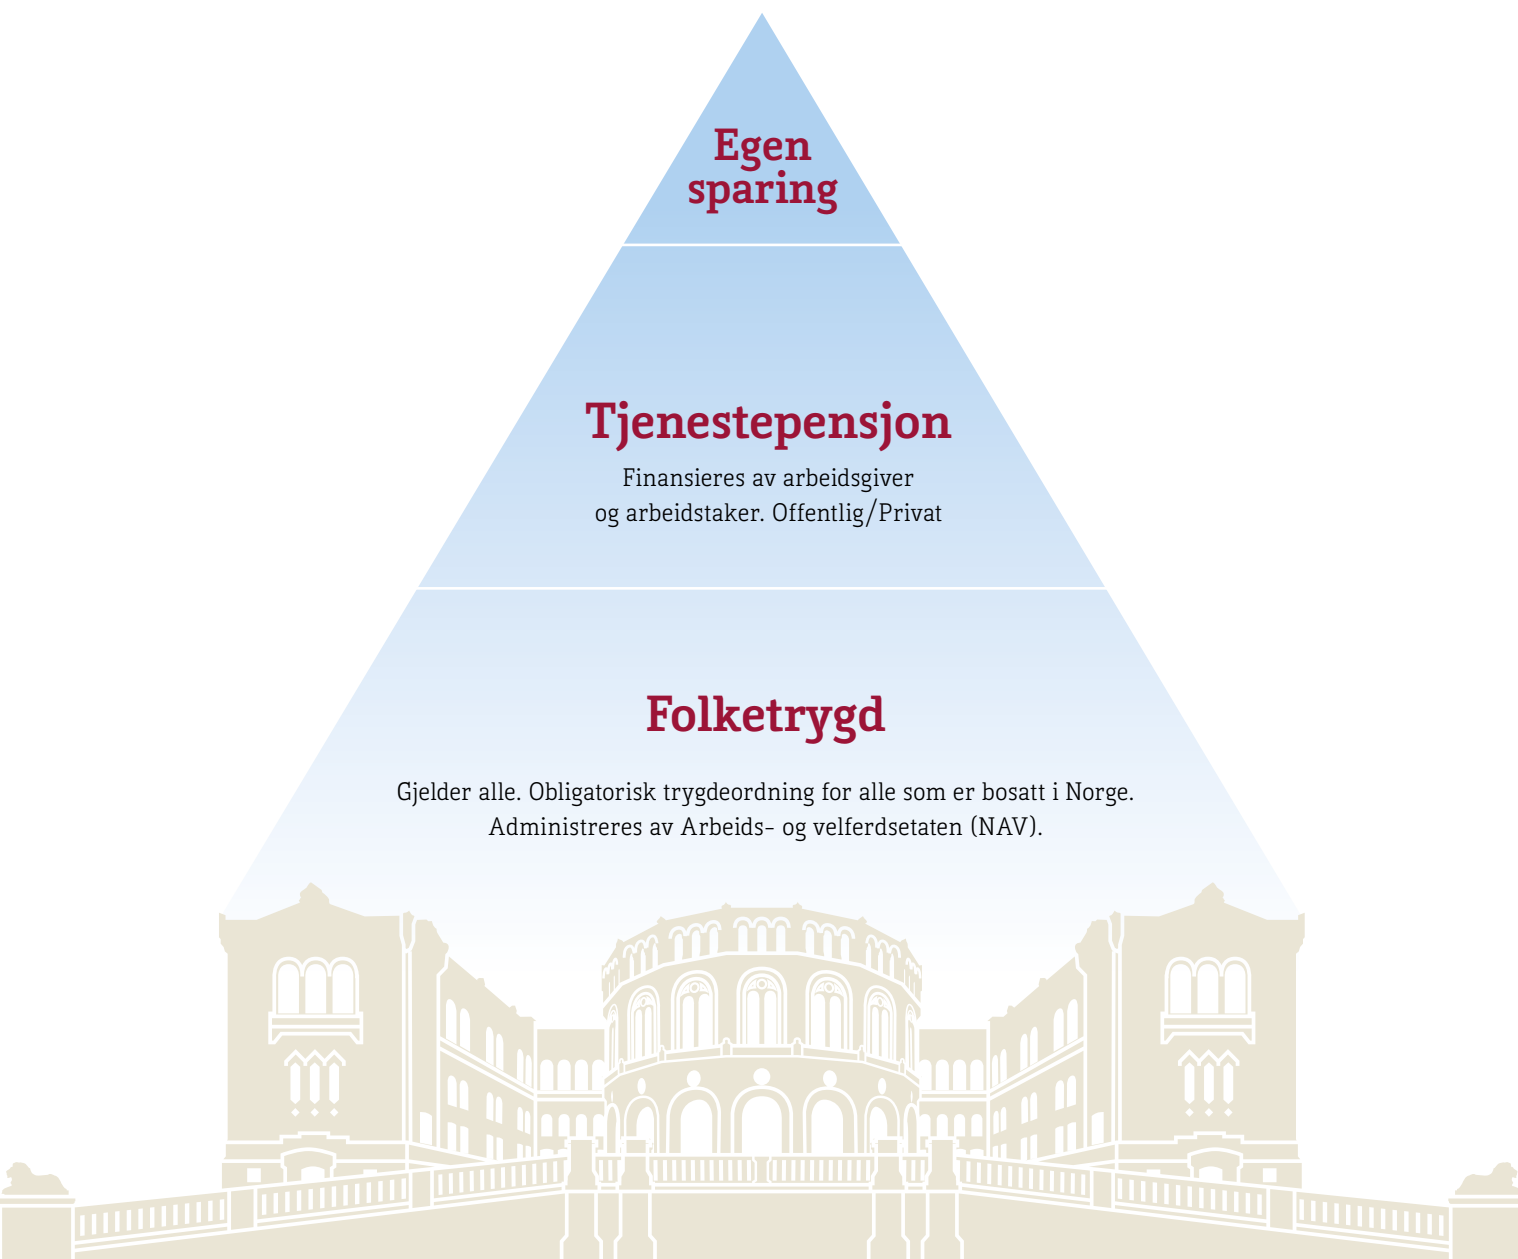 Egen
sparing
Tjenestepensjon
Finansieres av arbeidsgiver
og arbeidstaker. Offentlig/Privat
Folketrygd
Gjelder alle. Obligatorisk trygdeordning for alle som er bosatt i Norge.
Administreres av Arbeids- og velferdsetaten (NAV).